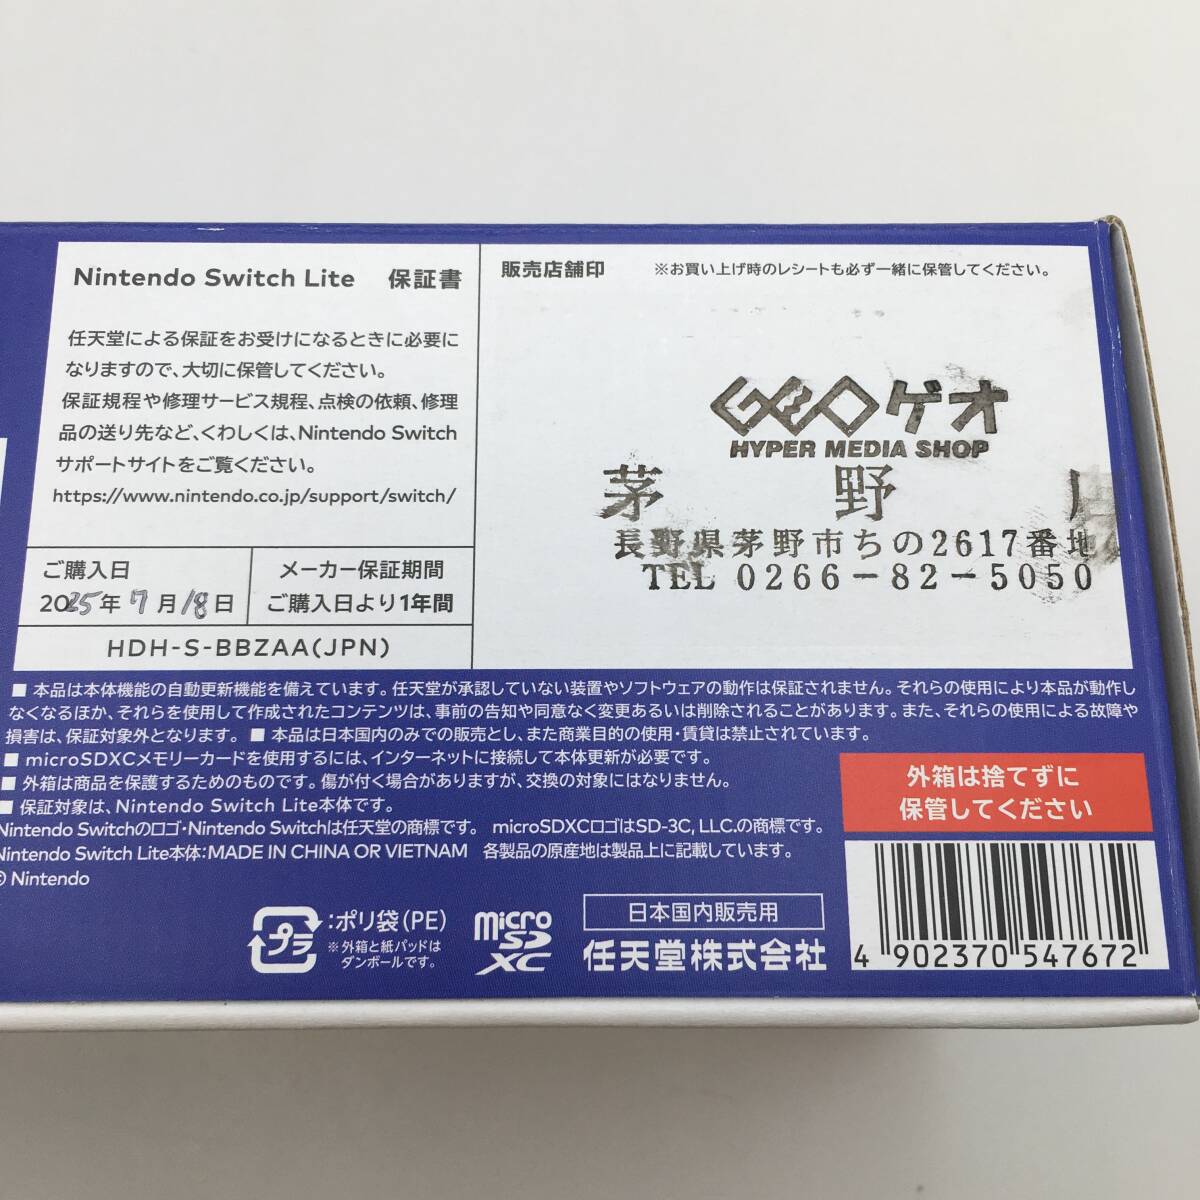 Nintendo Switch Lite 保証書
任天堂による保証をお受けになるときに必要に
なりますので、大切に保管してください。
保証規程や修理サービス規程、点検の依頼、修理
品の送り先など、くわしくは、Nintendo Switch
サポートサイトをご覧ください。
https://www.nintendo.co.jp/support/switch/
ご購入日
2025年7月18日
メーカー保証期間
ご購入日より1年間
HDH-S-BBZAA(JPN)
販売店舗印 ※お買い上げ時のレシートも必ず一緒に保管してください。
GEOゲオ
HYPER MEDIA SHOP
茅野
長野県茅野市ちの2617番地
TEL 0266-82-5050
■ 本品は本体機能の自動更新機能を備えています。任天堂が承認していない装置やソフトウェアの動作は保証されません。それらの使用により本品が動作し
なくなるほか、それらを使用して作成されたコンテンツは、事前の告知や同意なく変更あるいは削除されることがあります。また、それらの使用による故障や
損害は、保証対象外となります。 ■ 本品は日本国内のみでの販売とし、また商業目的の使用・賃貸は禁止されています。
■ microSDXCメモリーカードを使用するには、インターネットに接続して本体更新が必要です。
■ 外箱は商品を保護するためのものです。傷が付く場合がありますが、交換の対象にはなりません。
■ 保証対象は、Nintendo Switch Lite本体です。
Nintendo Switchのロゴ・Nintendo Switchは任天堂の商標です。 microSDXCロゴはSD-3C, LLC.の商標です。
Nintendo Switch Lite本体：MADE IN CHINA OR VIETNAM 各製品の原産地は製品上に記載しています。
© Nintendo
外箱は捨てずに
保管してください
プラ
:ポリ袋(PE)
※外箱と紙パッドは
ダンボールです。
micro
SD
XC
日本国内販売用
任天堂株式会社
4 902370 547672